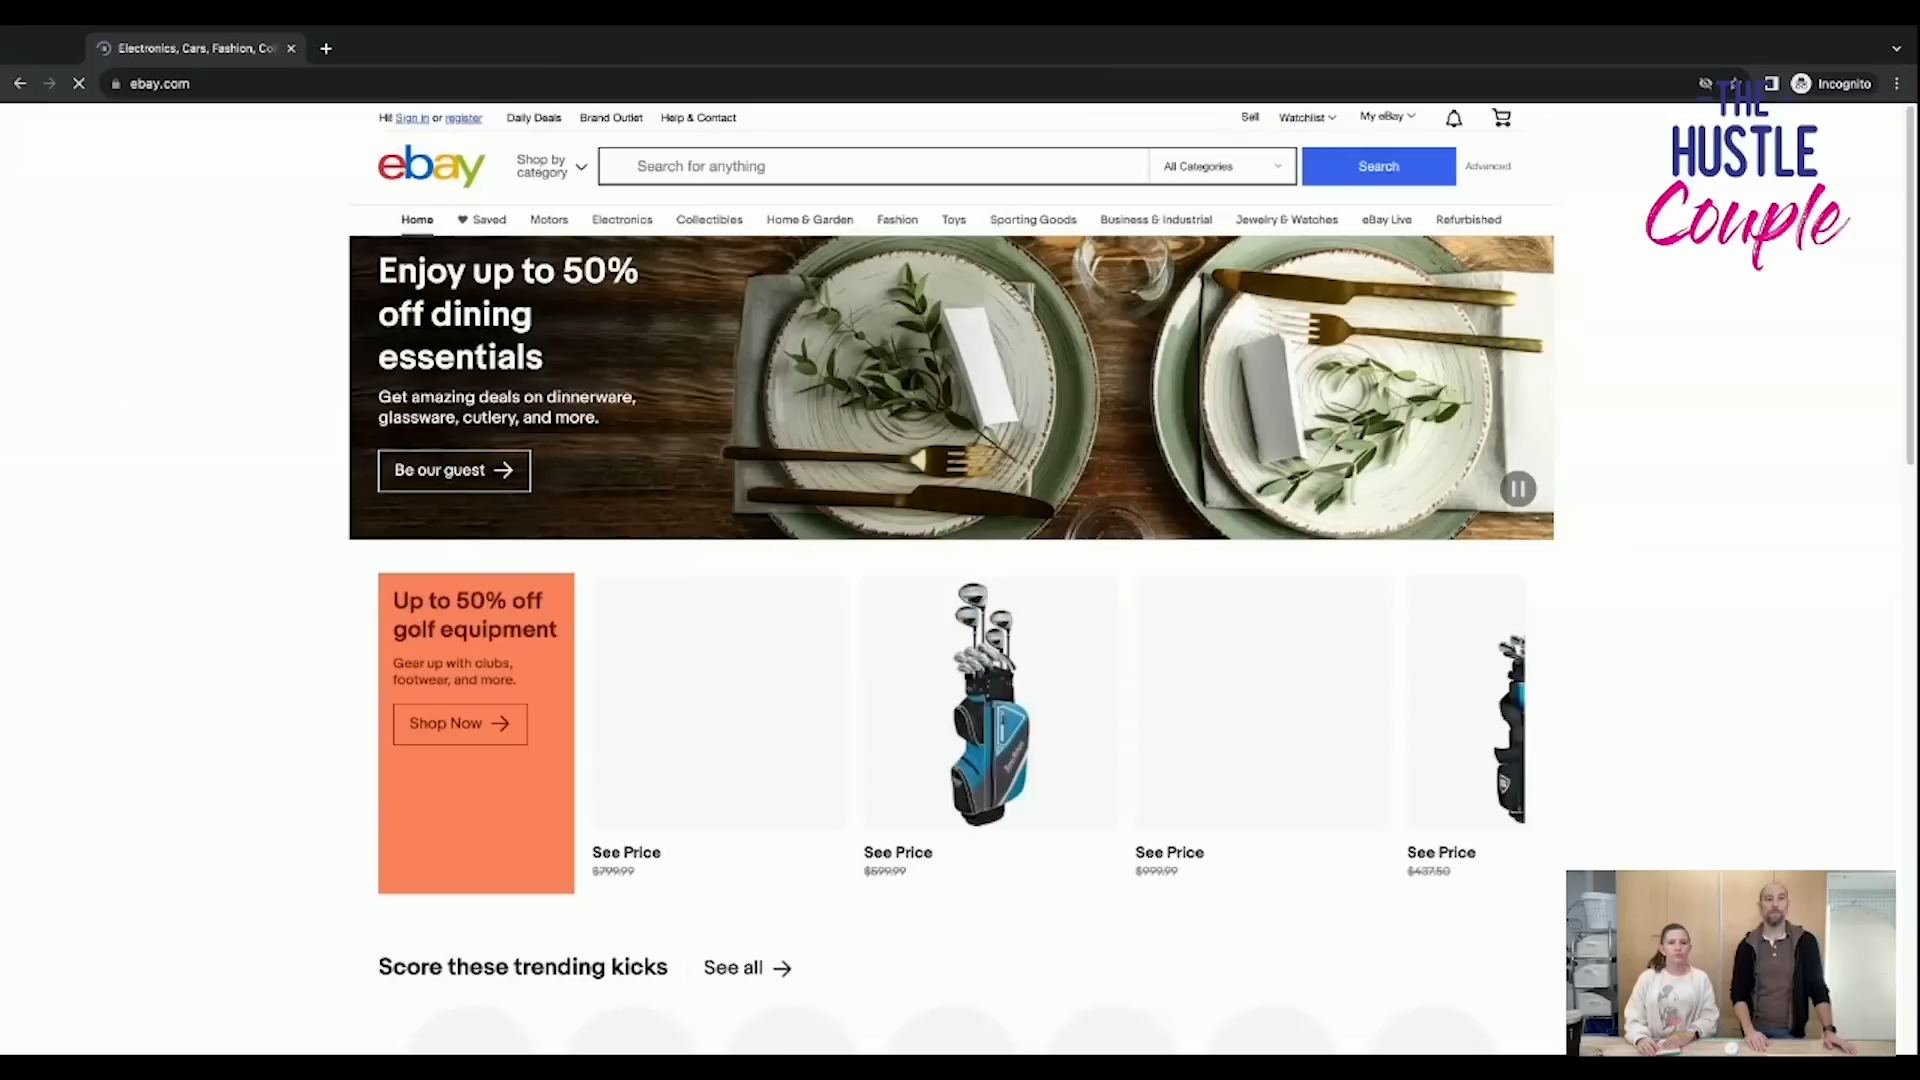 Electronics, Cars, Fashion, Co
ebay.com
Incognito
THE
HUSTLE
Couple
Hi! Sign in or register
Daily Deals
Brand Outlet
Help & Contact
Sell
Watchlist
My eBay
ebay
Shop by
category
Search for anything
All Categories
Search
Advanced
Home
Saved
Motors
Electronics
Collectibles
Home & Garden
Fashion
Toys
Sporting Goods
Business & Industrial
Jewelry & Watches
eBay Live
Refurbished
Enjoy up to 50%
off dining
essentials
Get amazing deals on dinnerware,
glassware, cutlery, and more.
Be our guest
Up to 50% off
golf equipment
Gear up with clubs,
footwear, and more.
Shop Now
See Price
$799.99
See Price
$599.99
See Price
$999.99
See Price
$437.50
Score these trending kicks
See all